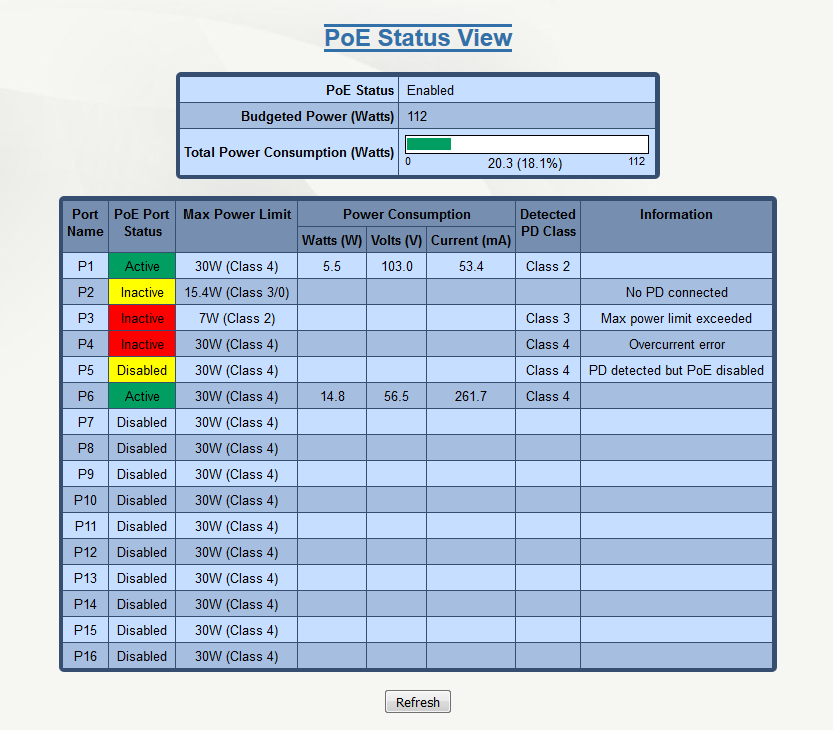 PoE Status View
PoE Status Enabled
Budgeted Power (Watts) 112
Total Power Consumption (Watts)
0 20.3 (18.1%) 112
Port Name PoE Port Status Max Power Limit Power Consumption Detected PD Class Information
Watts (W) Volts (V) Current (mA)
P1 Active 30W (Class 4) 5.5 103.0 53.4 Class 2
P2 Inactive 15.4W (Class 3/0) No PD connected
P3 Inactive 7W (Class 2) Class 3 Max power limit exceeded
P4 Inactive 30W (Class 4) Class 4 Overcurrent error
P5 Disabled 30W (Class 4) Class 4 PD detected but PoE disabled
P6 Active 30W (Class 4) 14.8 56.5 261.7 Class 4
P7 Disabled 30W (Class 4)
P8 Disabled 30W (Class 4)
P9 Disabled 30W (Class 4)
P10 Disabled 30W (Class 4)
P11 Disabled 30W (Class 4)
P12 Disabled 30W (Class 4)
P13 Disabled 30W (Class 4)
P14 Disabled 30W (Class 4)
P15 Disabled 30W (Class 4)
P16 Disabled 30W (Class 4)
Refresh